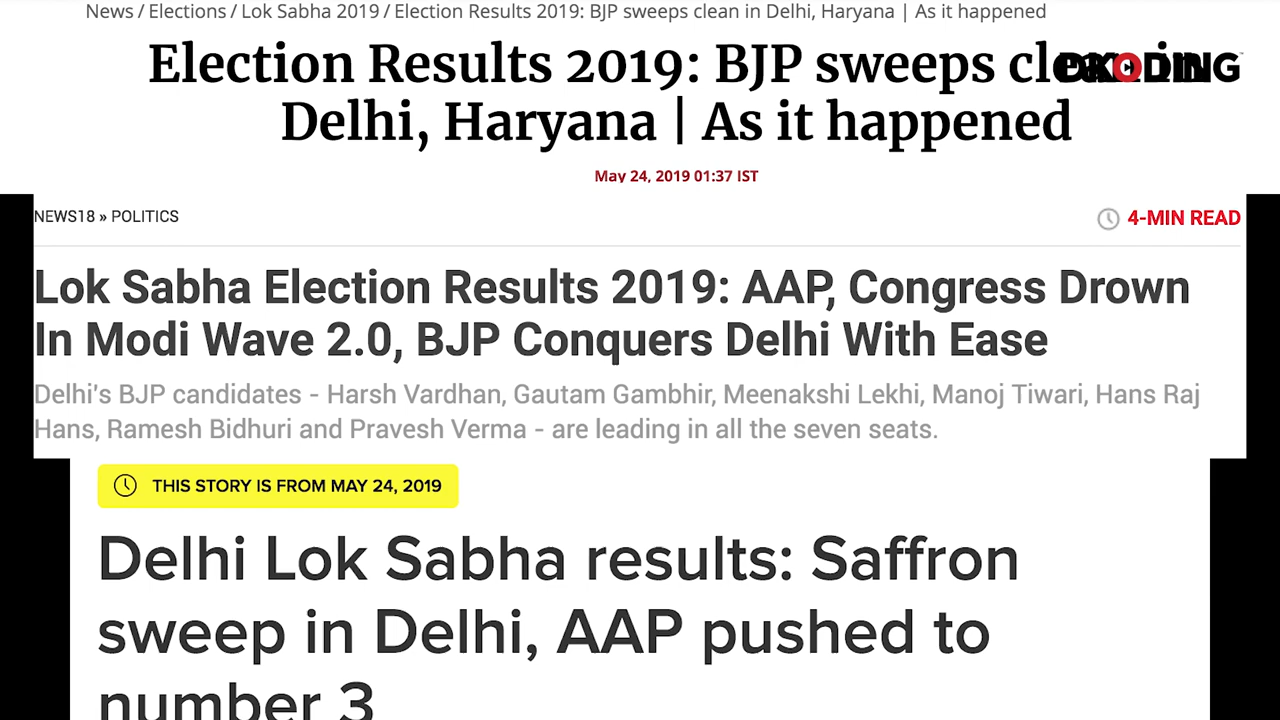 News / Elections / Lok Sabha 2019 / Election Results 2019: BJP sweeps clean in Delhi, Haryana | As it happened
Election Results 2019: BJP sweeps clean in
DKODING
Delhi, Haryana | As it happened
May 24, 2019 01:37 IST
NEWS18 » POLITICS
4-MIN READ
Lok Sabha Election Results 2019: AAP, Congress Drown
In Modi Wave 2.0, BJP Conquers Delhi With Ease
Delhi's BJP candidates - Harsh Vardhan, Gautam Gambhir, Meenakshi Lekhi, Manoj Tiwari, Hans Raj
Hans, Ramesh Bidhuri and Pravesh Verma - are leading in all the seven seats.
THIS STORY IS FROM MAY 24, 2019
Delhi Lok Sabha results: Saffron
sweep in Delhi, AAP pushed to
number 3